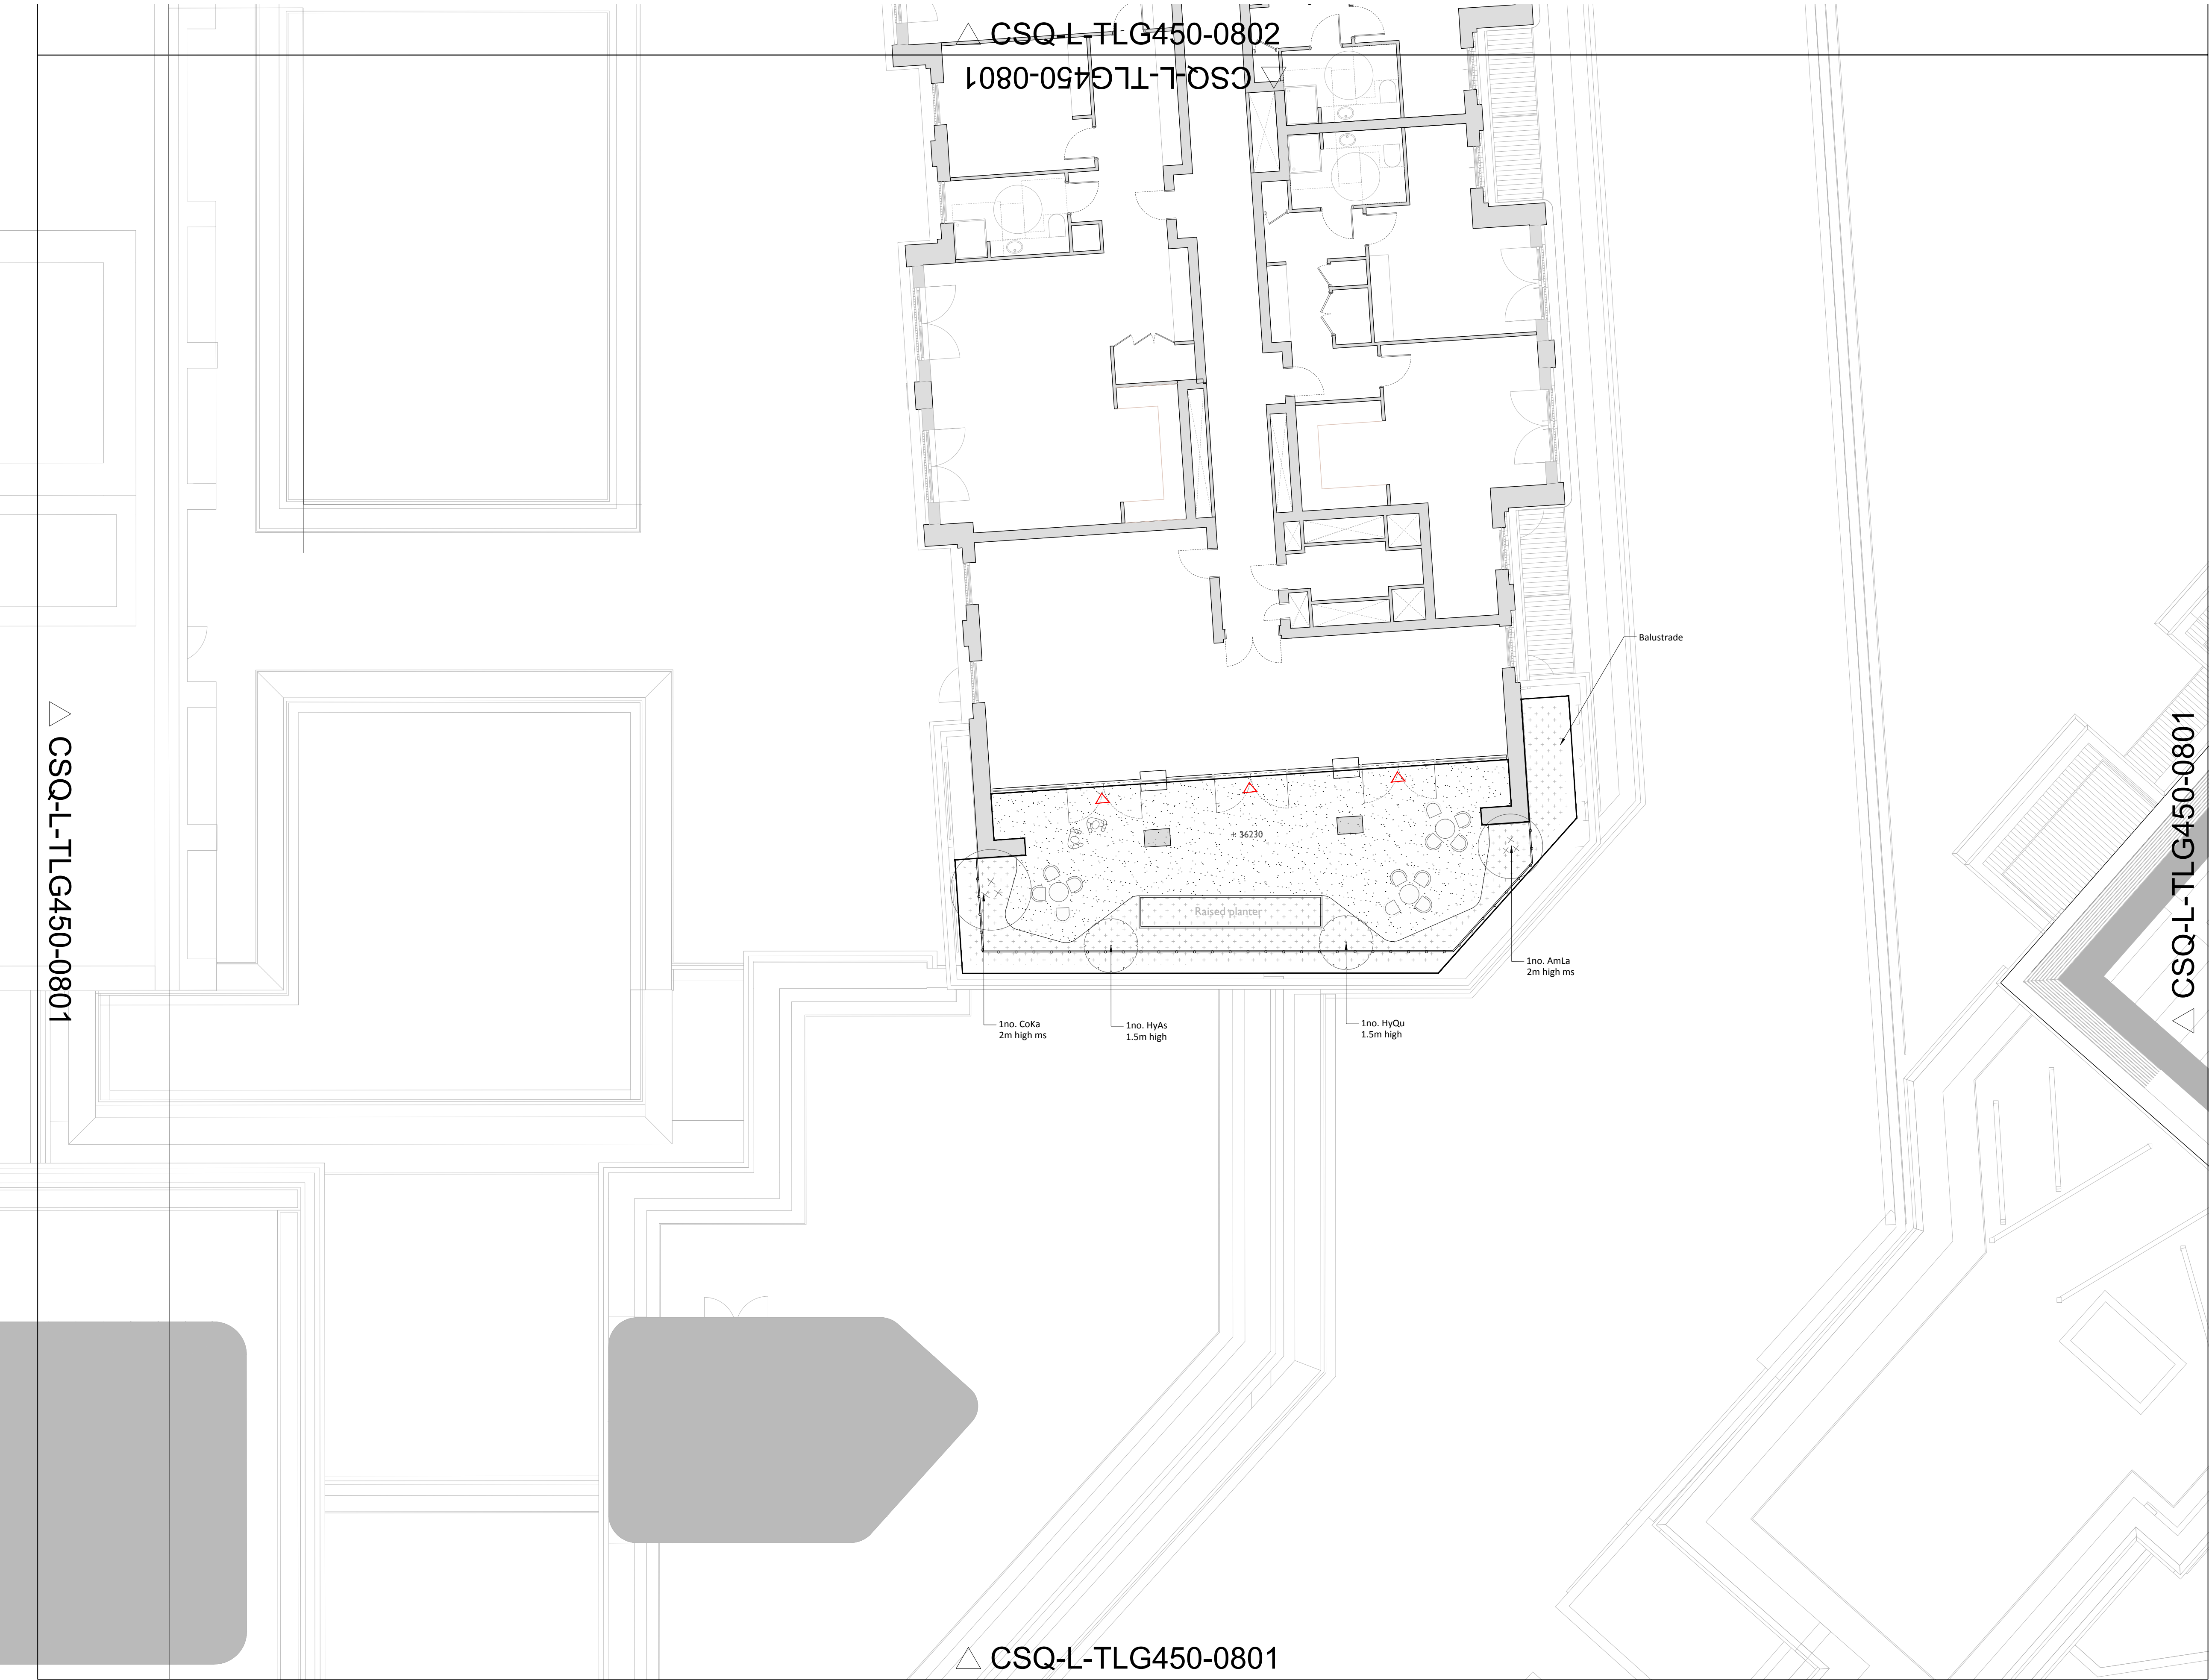 CSQ-L-TLG450-0802
CSQ-L-TLG450-0801
Balustrade
CSQ-L-TLG450-0801
CSQ-L-TLG450-0801
36230
Raised planter
1no. AmLa
2m high ms
1no. CoKa
2m high ms
1no. HyAs
1.5m high
1no. HyQu
1.5m high
CSQ-L-TLG450-0801